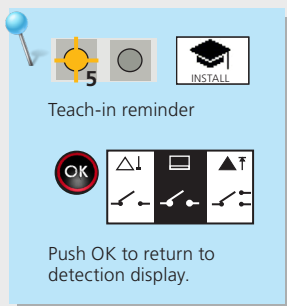 5
INSTALL
Teach-in reminder
OK
Push OK to return to
detection display.